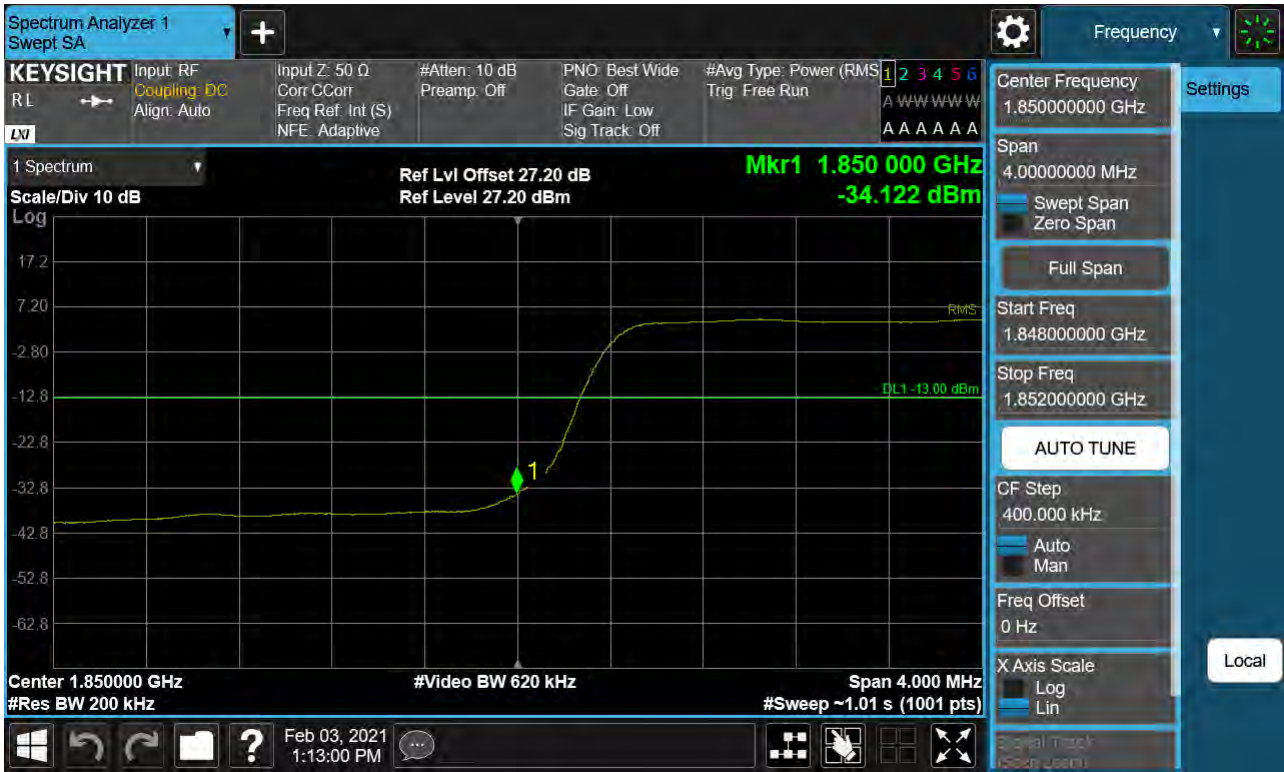 Spectrum Analyzer 1
Swept SA
+
Frequency
KEYSIGHT
RL
LXI
Input: RF
Coupling: DC
Align: Auto
Input Z: 50 Ω
Corr CCorr
Freq Ref: Int (S)
NFE: Adaptive
#Atten: 10 dB
Preamp: Off
PNO: Best Wide
Gate: Off
IF Gain: Low
Sig Track: Off
#Avg Type: Power (RMS
Trig: Free Run
1 2 3 4 5 6
A W W W W W
A A A A A A
1 Spectrum
Scale/Div 10 dB
Log
Ref Lvl Offset 27.20 dB
Ref Level 27.20 dBm
Mkr1 1.850 000 GHz
-34.122 dBm
17.2
7.20
-2.80
-12.8
-22.8
-32.8
-42.8
-52.8
-62.8
RMS
DL1 -13.00 dBm
1
Center 1.850000 GHz
#Res BW 200 kHz
#Video BW 620 kHz
Span 4.000 MHz
#Sweep ~1.01 s (1001 pts)
Center Frequency
1.850000000 GHz
Span
4.00000000 MHz
Swept Span
Zero Span
Full Span
Start Freq
1.848000000 GHz
Stop Freq
1.852000000 GHz
AUTO TUNE
CF Step
400.000 kHz
Auto
Man
Freq Offset
0 Hz
X Axis Scale
Log
Lin
Signal Track
(Span Zoom)
Settings
Local
?
Feb 03, 2021
1:13:00 PM